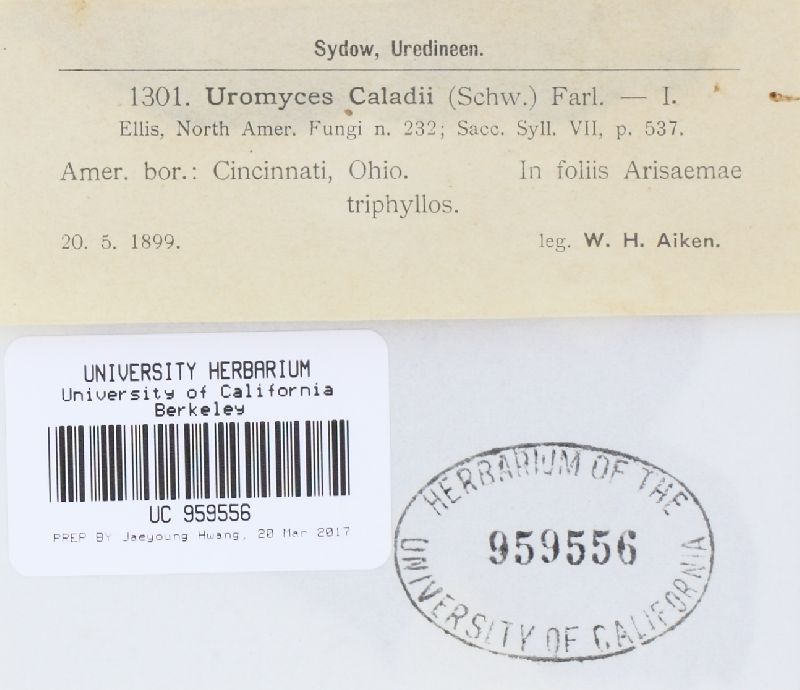 Sydow, Uredineen.
1301. Uromyces Caladii (Schw.) Farl. — I.
Ellis, North Amer. Fungi n. 232; Sacc. Syll. VII, p. 537.
Amer. bor.: Cincinnati, Ohio. In foliis Arisaemae
triphyllos.
20. 5. 1899. leg. W. H. Aiken.
UNIVERSITY HERBARIUM
University of California
Berkeley
UC 959556
PREP BY Jaeyoung Hwang, 20 Mar 2017
HERBARIUM OF THE
959556
UNIVERSITY OF CALIFORNIA